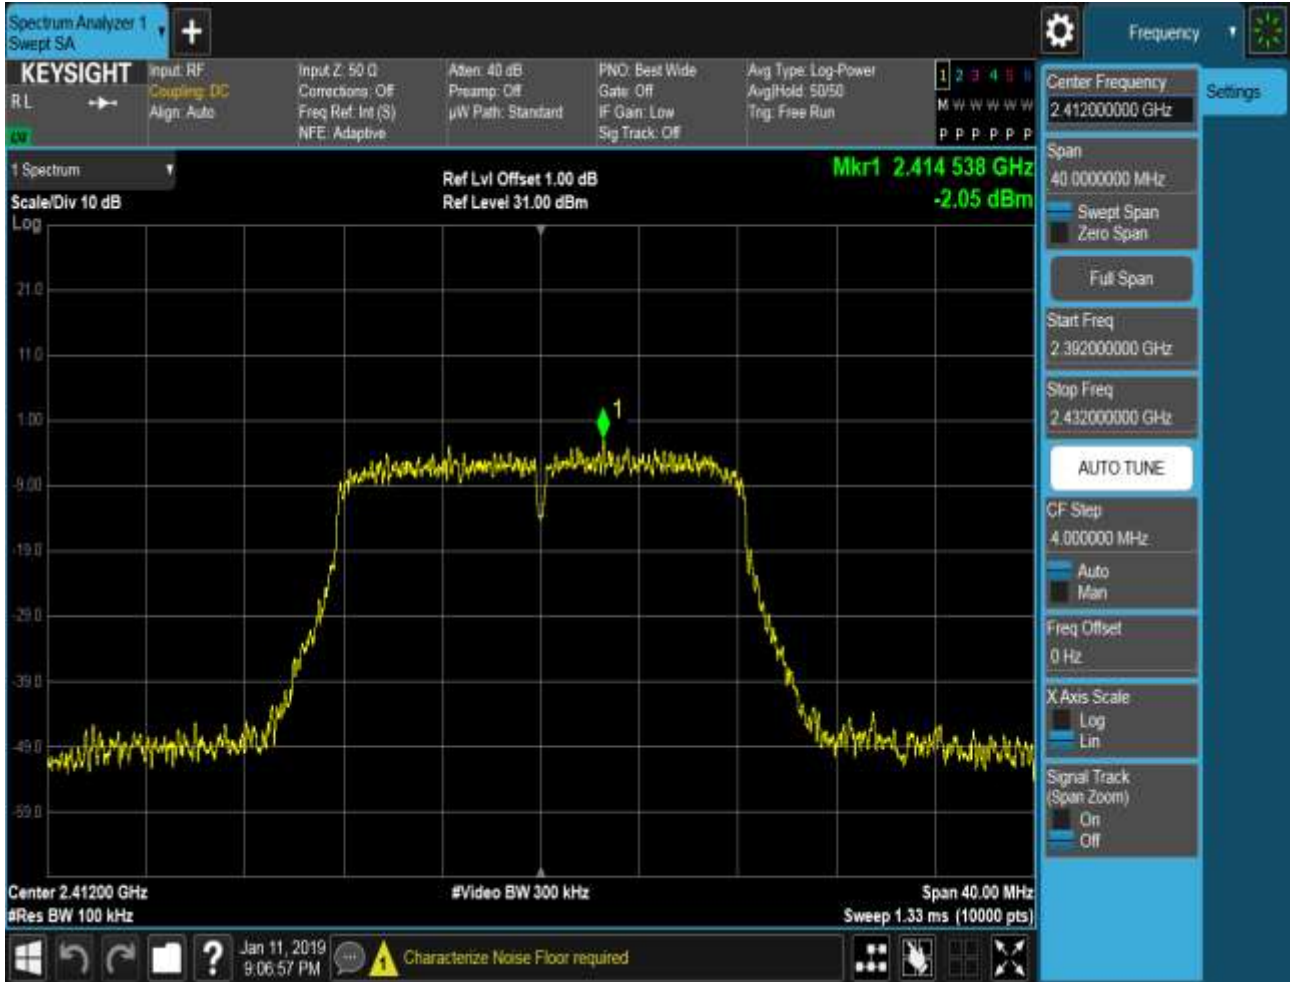 Spectrum Analyzer 1
Swept SA
+
Frequency
KEYSIGHT
RL
LXI
Input: RF
Coupling: DC
Align: Auto
Input Z: 50 Ω
Corrections: Off
Freq Ref: Int (S)
NFE: Adaptive
Atten: 40 dB
Preamp: Off
µW Path: Standard
PNO: Best Wide
Gate: Off
IF Gain: Low
Sig Track: Off
Avg Type: Log-Power
Avg|Hold: 50/50
Trig: Free Run
1 2 3 4 5 6
M W W W W W
P P P P P P
1 Spectrum
Scale/Div 10 dB
Log
Ref Lvl Offset 1.00 dB
Ref Level 31.00 dBm
Mkr1 2.414 538 GHz
-2.05 dBm
21.0
11.0
1.00
-9.00
-19.0
-29.0
-39.0
-49.0
-59.0
1
Center 2.41200 GHz
#Res BW 100 kHz
#Video BW 300 kHz
Span 40.00 MHz
Sweep 1.33 ms (10000 pts)
?
Jan 11, 2019
9:06:57 PM
1
Characterize Noise Floor required
Settings
Center Frequency
2.412000000 GHz
Span
40.0000000 MHz
Swept Span
Zero Span
Full Span
Start Freq
2.392000000 GHz
Stop Freq
2.432000000 GHz
AUTO TUNE
CF Step
4.000000 MHz
Auto
Man
Freq Offset
0 Hz
X Axis Scale
Log
Lin
Signal Track
(Span Zoom)
On
Off